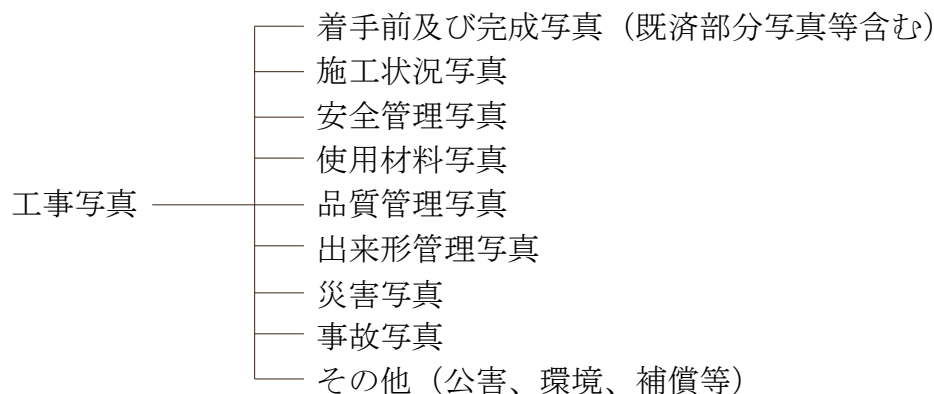 着手前及び完成写真（既済部分写真等含む）
施工状況写真
安全管理写真
使用材料写真
工事写真
品質管理写真
出来形管理写真
災害写真
事故写真
その他（公害、環境、補償等）